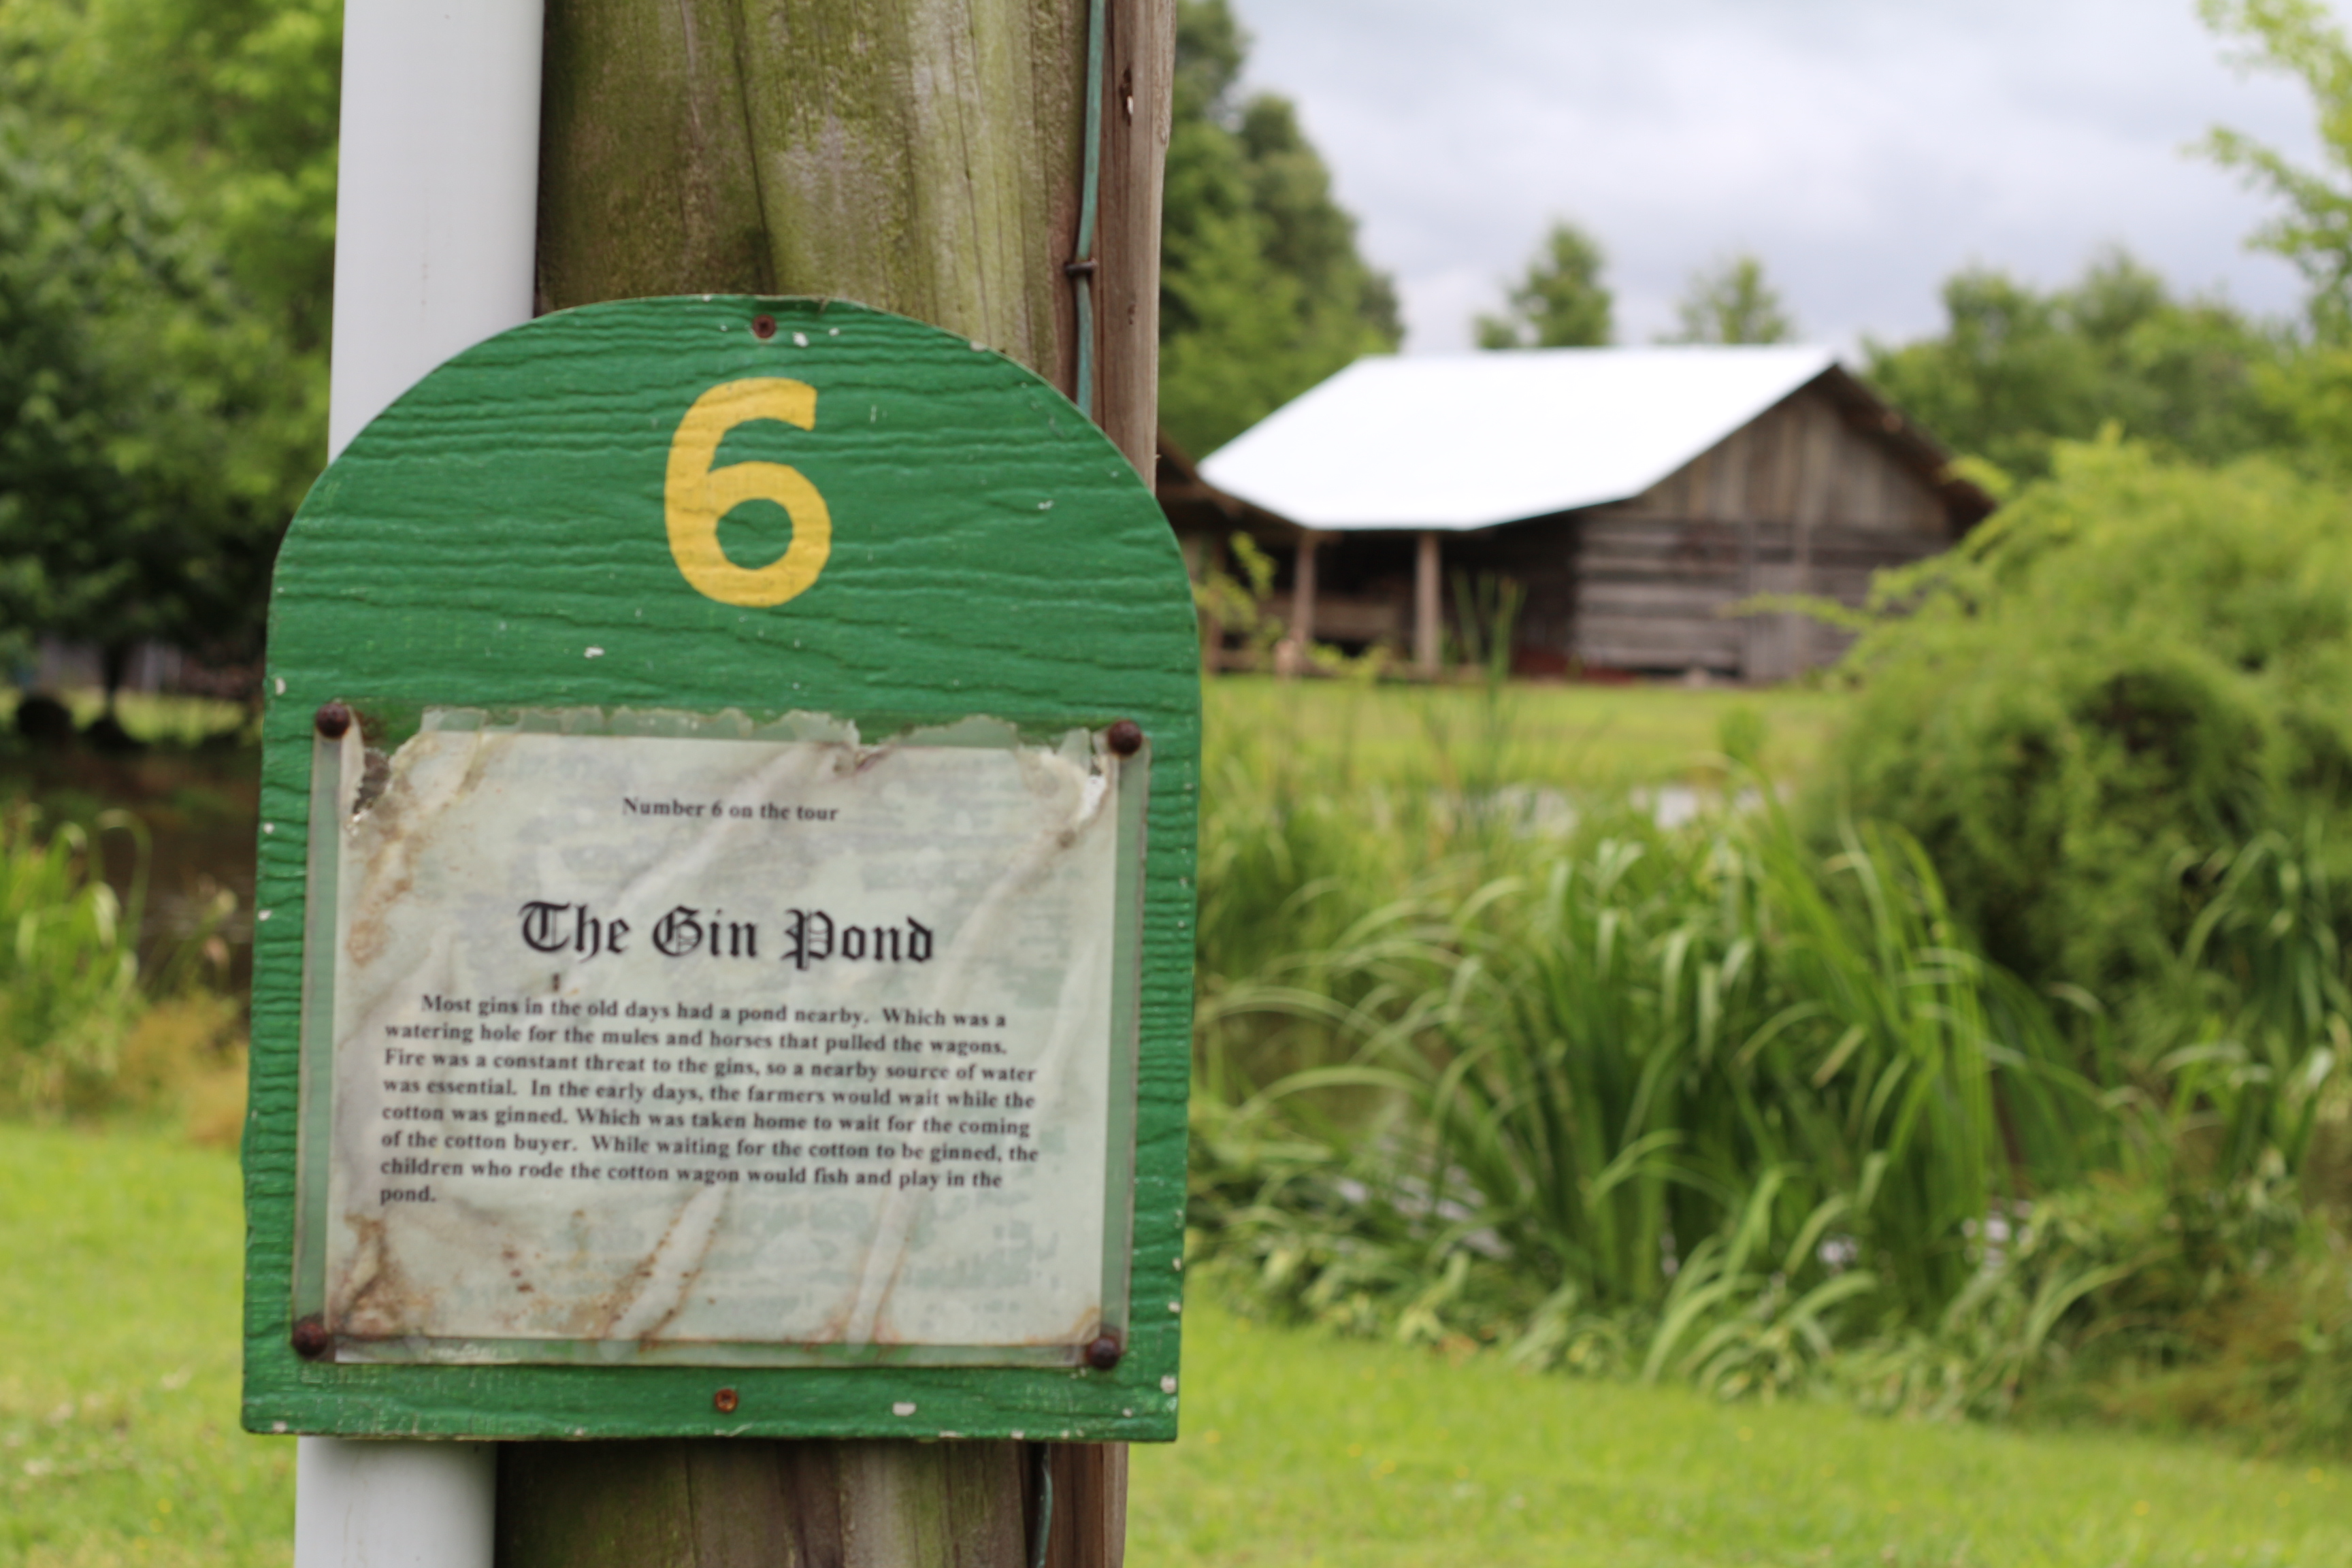 6
Number 6 on the tour
The Gin Pond
Most gins in the old days had a pond nearby.  Which was a
watering hole for the mules and horses that pulled the wagons.
Fire was a constant threat to the gins, so a nearby source of water
was essential.  In the early days, the farmers would wait while the
cotton was ginned. Which was taken home to wait for the coming
of the cotton buyer.  While waiting for the cotton to be ginned, the
children who rode the cotton wagon would fish and play in the
pond.